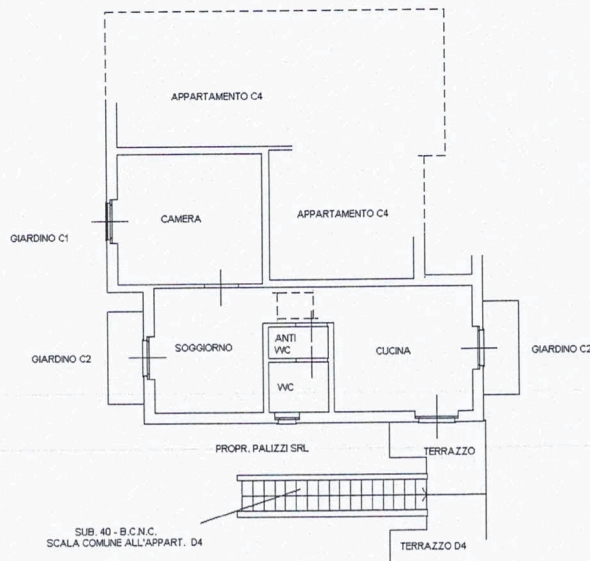 APPARTAMENTO C4
CAMERA
APPARTAMENTO C4
GIARDINO C1
SOGGIORNO
ANTI
WC
CUCINA
GIARDINO C2
GIARDINO C2
WC
PROPR. PALIZZI SRL
TERRAZZO
SUB. 40 - B.C.N.C.
SCALA COMUNE ALL'APPART. D4
TERRAZZO D4